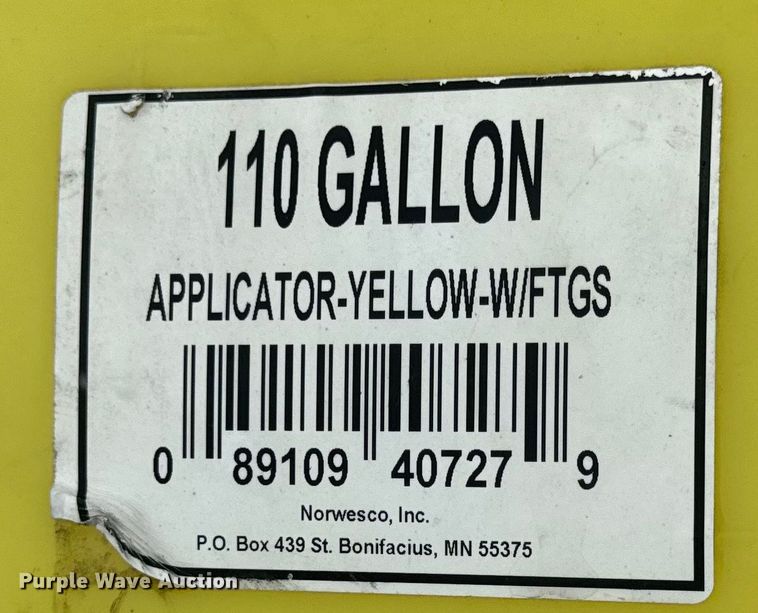 110 GALLON
APPLICATOR-YELLOW-W/FTGS
0 89109 40727 9
Norwesco, Inc.
P.O. Box 439 St. Bonifacius, MN 55375
Purple Wave Auction